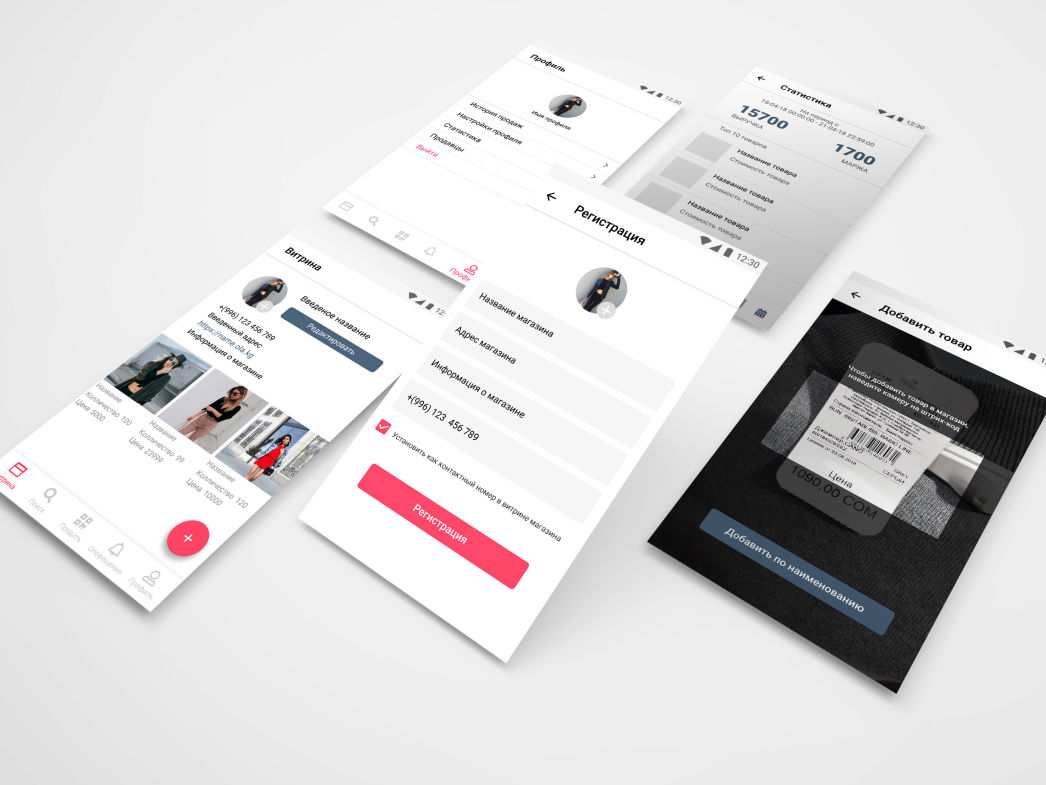 Профиль
12:30
Имя профиля
История продаж
Настройки профиля
Статистика
Продавцы
Выйти
Статистика
12:30
На период с
18-04-18 00:00:00 - 21-04-18 23:59:00
15700
ВЫРУЧКА
1700
МАРЖА
Топ 10 товаров
Название товара
Стоимость товара
Название товара
Стоимость товара
Название товара
Стоимость товара
Витрина
Введеное название
Редактировать
+(996) 123 456 789
Введенный адрес
https://name.ola.kg
Информация о магазине
Название
Колличество 100
Цена 5000
Название
Колличество 99
Цена 23999
Название
Колличество 120
Цена 10000
Поиск
Продать
Оповещение
Профиль
Регистрация
12:30
Название магазина
Адрес магазина
Информация о магазине
+(996) 123 456 789
Установить как контактный номер в витрине магазина
Регистрация
Добавить товар
Чтобы добавить товар в магазин,
наведите камеру на штрих-код
Цена
1090.00 COM
Добавить по наименованию